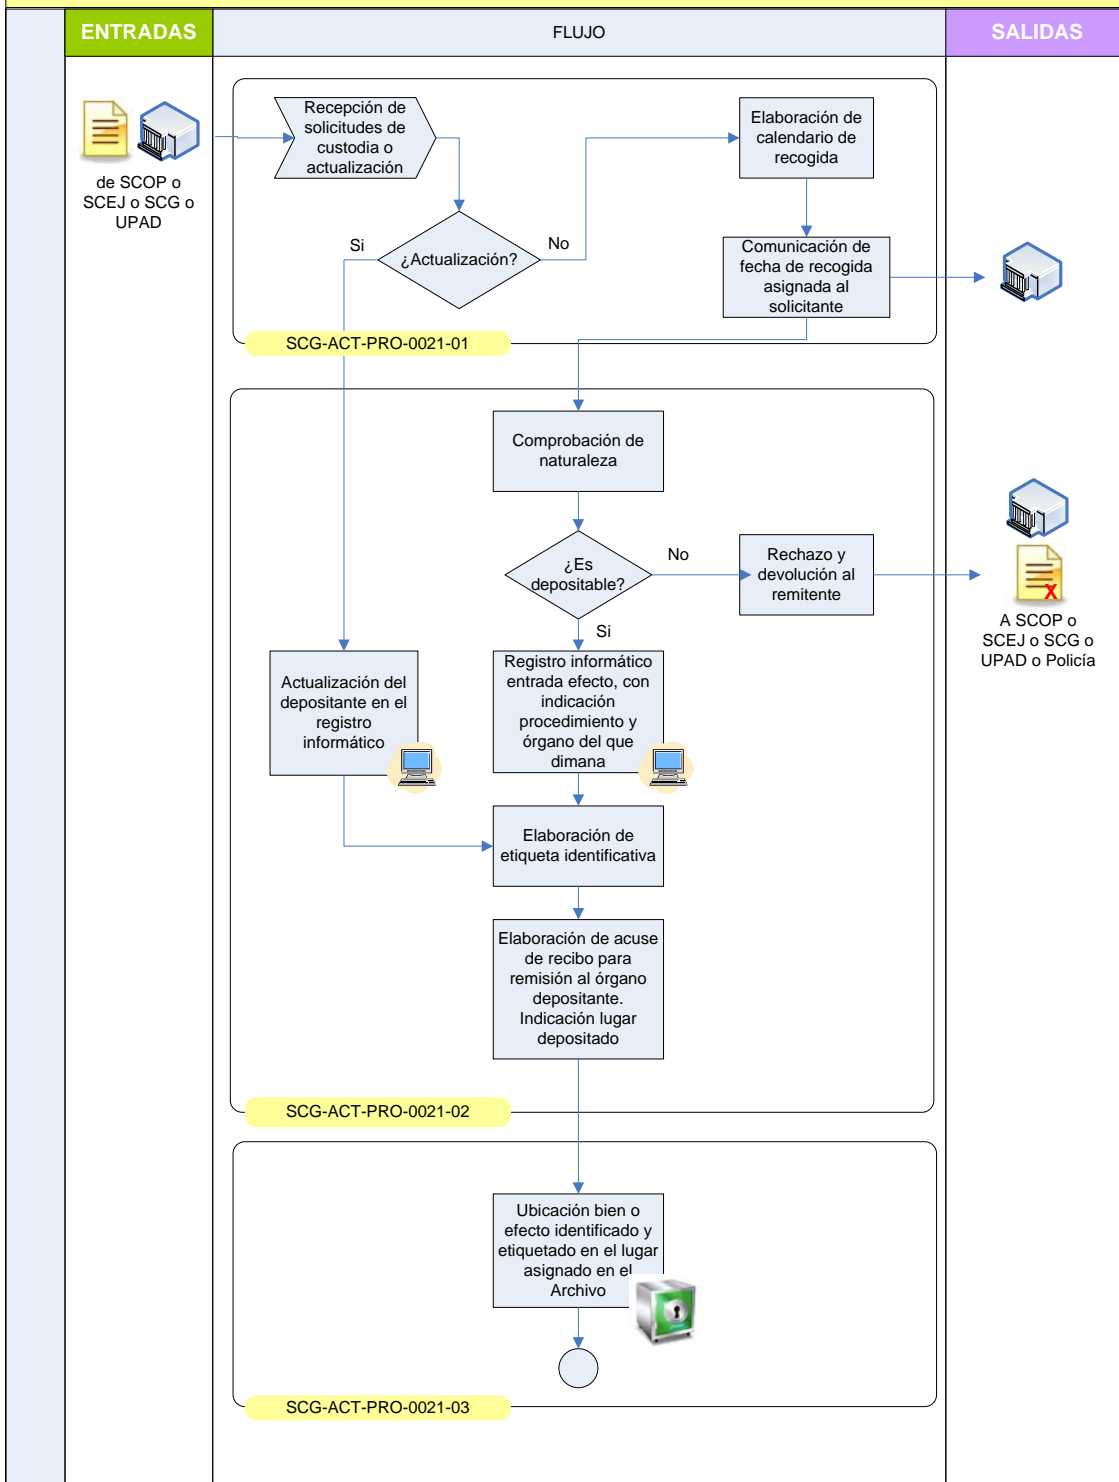 ENTRADAS
FLUJO
SALIDAS
Recepción de
solicitudes de
custodia o
actualización
Elaboración de
calendario de
recogida
de SCOP o
SCEJ o SCG o
UPAD
Si
¿Actualización?
No
Comunicación de
fecha de recogida
asignada al
solicitante
SCG-ACT-PRO-0021-01
Comprobación de
naturaleza
¿Es
depositable?
No
Rechazo y
devolución al
remitente
X
A SCOP o
SCEJ o SCG o
UPAD o Policía
Si
Actualización del
depositante en el
registro
informático
Registro informático
entrada efecto, con
indicación
procedimiento y
órgano del que
dimana
Elaboración de
etiqueta identificativa
Elaboración de acuse
de recibo para
remisión al órgano
depositante.
Indicación lugar
depositado
SCG-ACT-PRO-0021-02
Ubicación bien o
efecto identificado y
etiquetado en el lugar
asignado en el
Archivo
SCG-ACT-PRO-0021-03